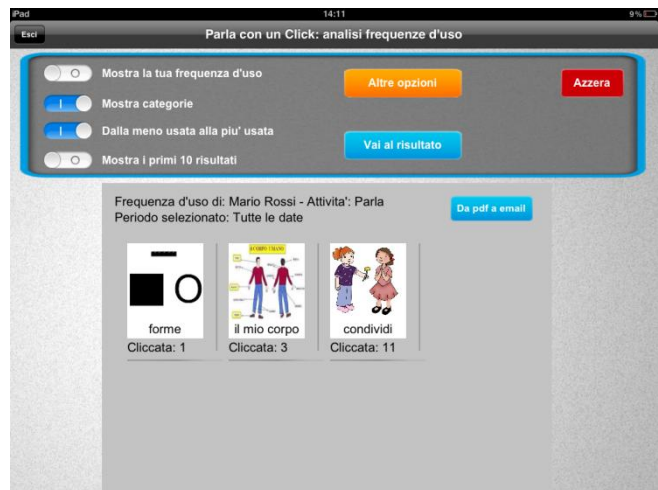 iPad
14:11
9%
Esci
Parla con un Click: analisi frequenze d'uso
Mostra la tua frequenza d'uso
Mostra categorie
Dalla meno usata alla piu' usata
Mostra i primi 10 risultati
Altre opzioni
Vai al risultato
Azzera
Frequenza d'uso di: Mario Rossi - Attivita': Parla
Periodo selezionato: Tutte le date
Da pdf a email
forme
Cliccata: 1
il mio corpo
Cliccata: 3
condividi
Cliccata: 11